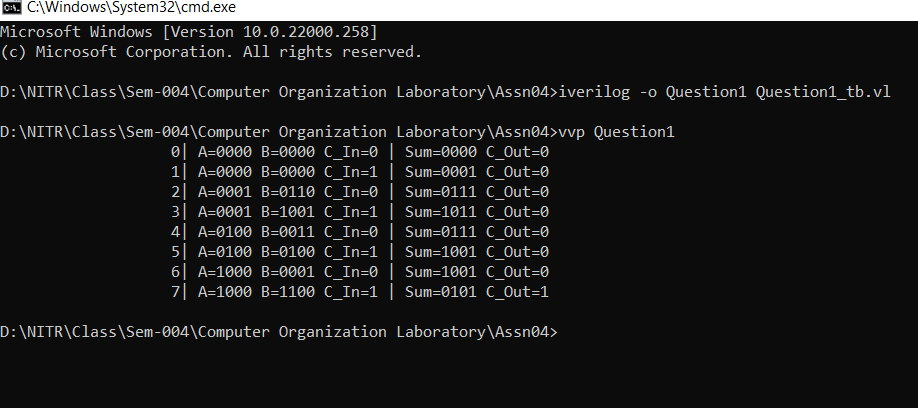 C:\Windows\System32\cmd.exe
Microsoft Windows [Version 10.0.22000.258]
(c) Microsoft Corporation. All rights reserved.
D:\NITR\Class\Sem-004\Computer Organization Laboratory\Assn04>iverilog -o Question1 Question1_tb.vl
D:\NITR\Class\Sem-004\Computer Organization Laboratory\Assn04>vvp Question1
0| A=0000 B=0000 C_In=0 | Sum=0000 C_Out=0
1| A=0000 B=0000 C_In=1 | Sum=0001 C_Out=0
2| A=0001 B=0110 C_In=0 | Sum=0111 C_Out=0
3| A=0001 B=1001 C_In=1 | Sum=1011 C_Out=0
4| A=0100 B=0011 C_In=0 | Sum=0111 C_Out=0
5| A=0100 B=0100 C_In=1 | Sum=1001 C_Out=0
6| A=1000 B=0001 C_In=0 | Sum=1001 C_Out=0
7| A=1000 B=1100 C_In=1 | Sum=0101 C_Out=1
D:\NITR\Class\Sem-004\Computer Organization Laboratory\Assn04>